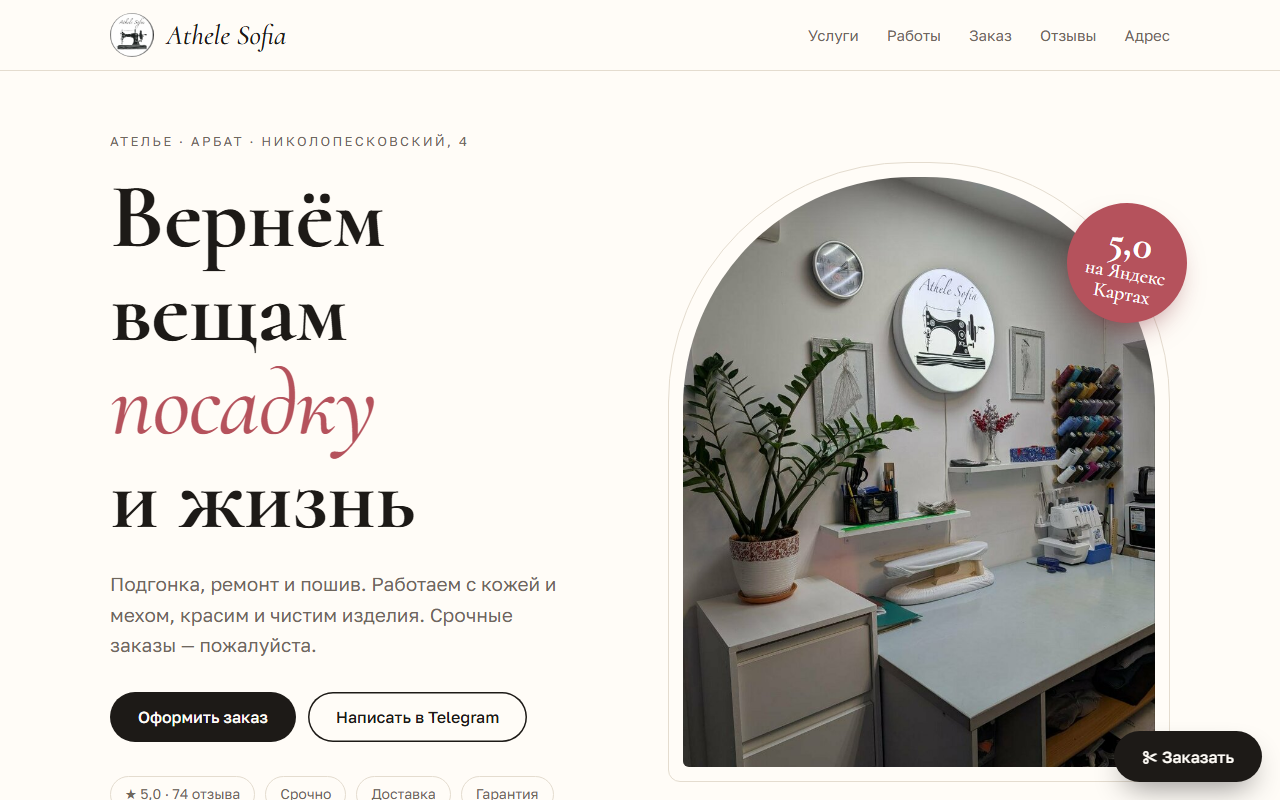 Athele Sofia
Athele Sofia
Услуги
Работы
Заказ
Отзывы
Адрес
АТЕЛЬЕ · АРБАТ · НИКОЛОПЕСКОВСКИЙ, 4
Вернём
вещам
посадку
и жизнь
Подгонка, ремонт и пошив. Работаем с кожей и
мехом, красим и чистим изделия. Срочные
заказы — пожалуйста.
Оформить заказ
Написать в Telegram
★ 5,0 · 74 отзыва
Срочно
Доставка
Гарантия
5,0
на Яндекс
Картах
Athele Sofia
Заказать